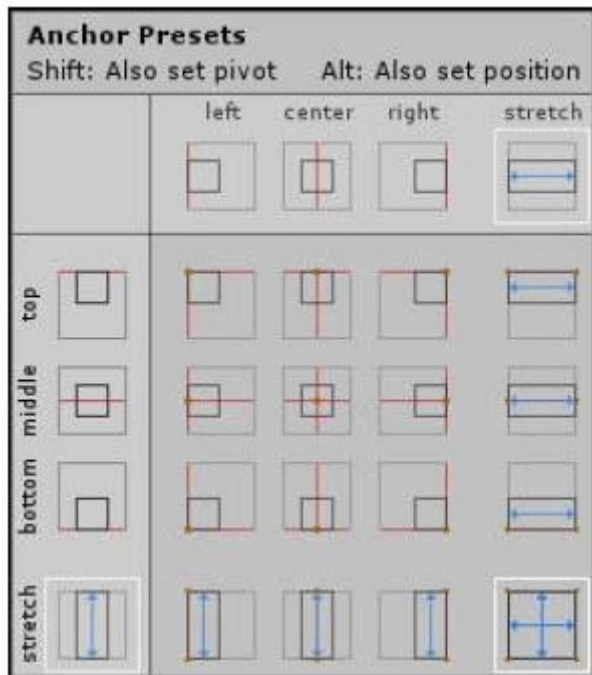 Anchor Presets
Shift: Also set pivot Alt: Also set position
left center right stretch
top
middle
bottom
stretch